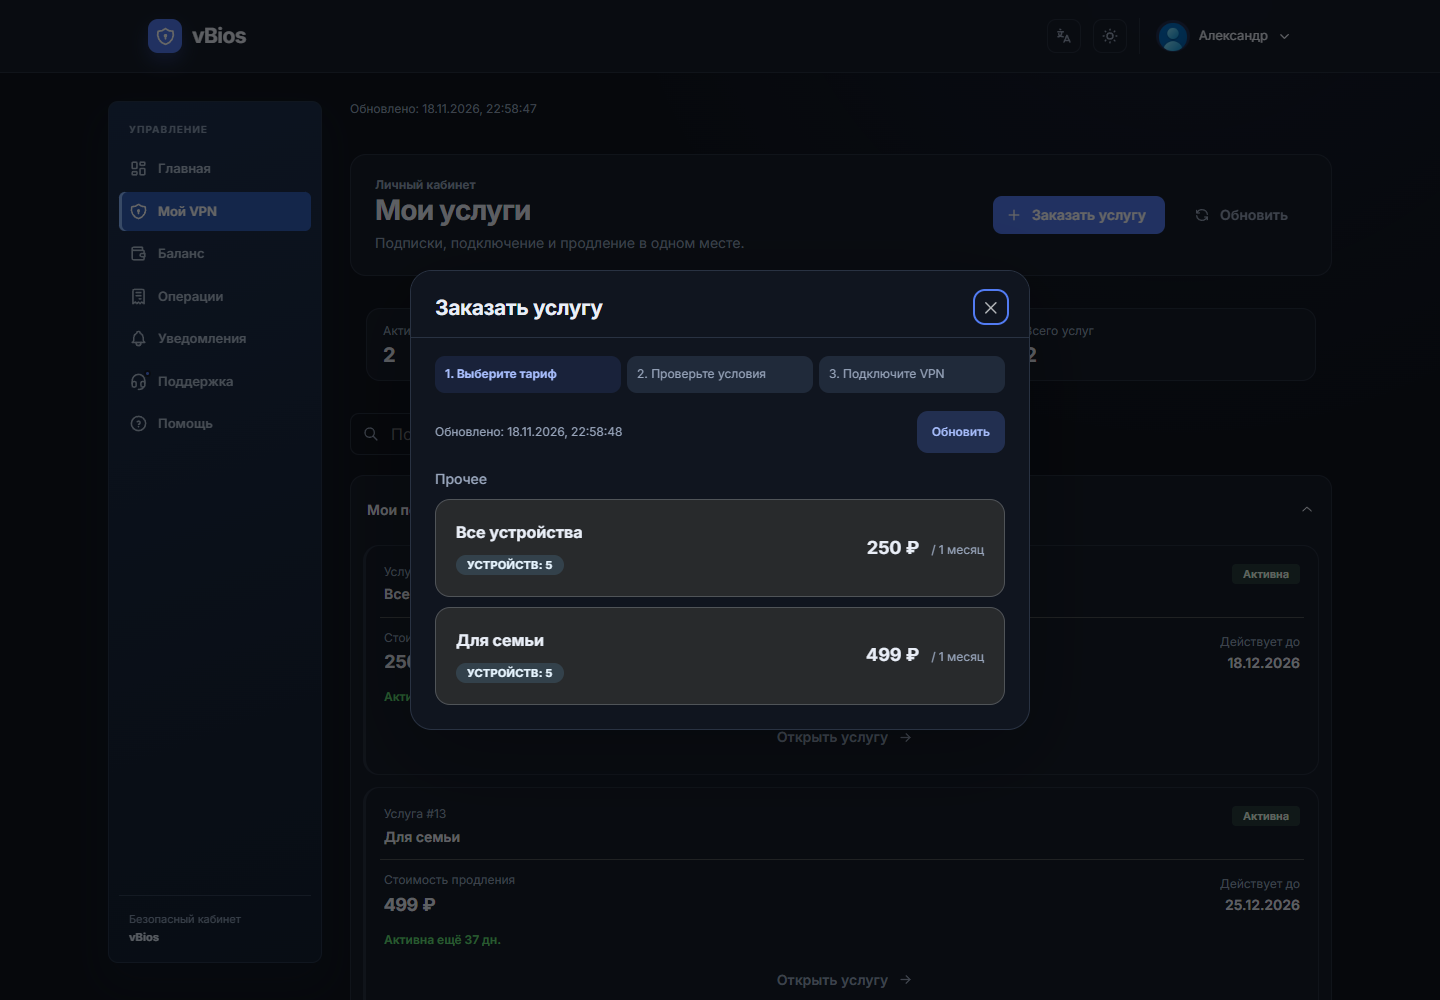 vBios
Александр
УПРАВЛЕНИЕ
Главная
Мой VPN
Баланс
Операции
Уведомления
Поддержка
Помощь
Безопасный кабинет
vBios
Обновлено: 18.11.2026, 22:58:47
Личный кабинет
Мои услуги
Подписки, подключение и продление в одном месте.
+ Заказать услугу
Обновить
2
услуг
2
Заказать услугу
1. Выберите тариф
2. Проверьте условия
3. Подключите VPN
Обновлено: 18.11.2026, 22:58:48
Обновить
Прочее
Все устройства
УСТРОЙСТВ: 5
250 ₽ / 1 месяц
Для семьи
УСТРОЙСТВ: 5
499 ₽ / 1 месяц
Мои
Активна
Все
Действует до
18.12.2026
Открыть услугу →
Услуга #13
Активна
Для семьи
Стоимость продления
Действует до
499 ₽
25.12.2026
Активна ещё 37 дн.
Открыть услугу →